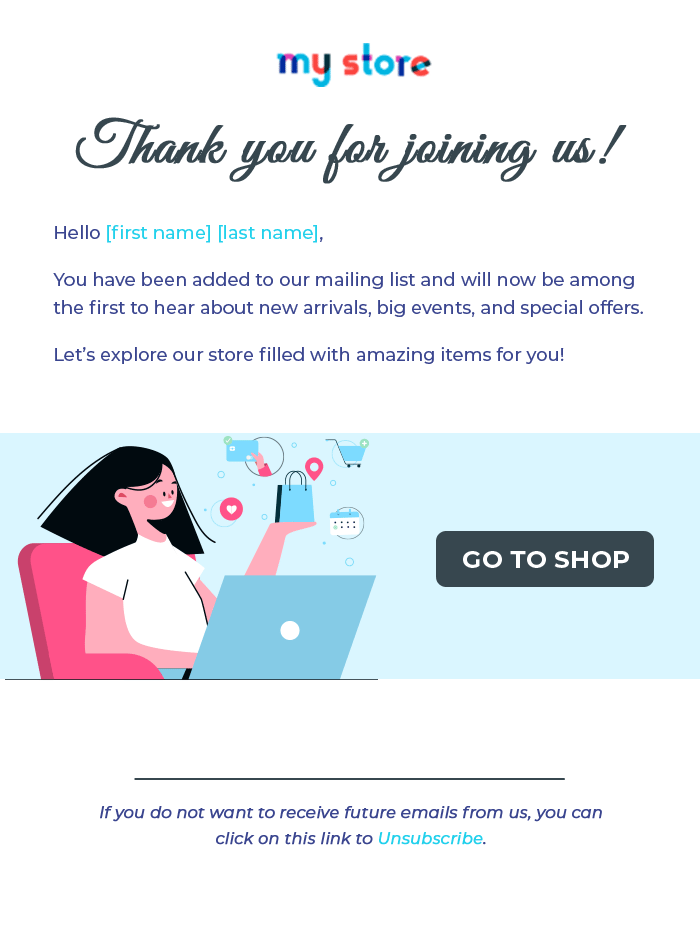 my store
Thank you for joining us!
Hello [first name] [last name],
You have been added to our mailing list and will now be among
the first to hear about new arrivals, big events, and special offers.
Let’s explore our store filled with amazing items for you!
GO TO SHOP
If you do not want to receive future emails from us, you can
click on this link to Unsubscribe.